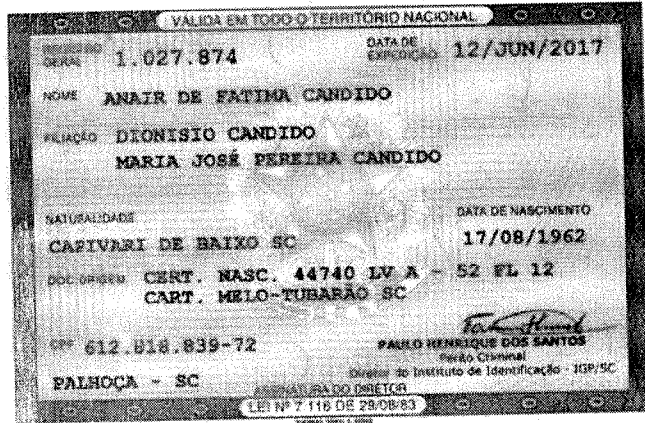 VÁLIDA EM TODO O TERRITÓRIO NACIONAL
REGISTRO GERAL 1.027.874 DATA DE EXPEDIÇÃO 12/JUN/2017
NOME ANAIR DE FATIMA CANDIDO
FILIAÇÃO DIONISIO CANDIDO
MARIA JOSÉ PEREIRA CANDIDO
NATURALIDADE DATA DE NASCIMENTO
CAPIVARI DE BAIXO SC 17/08/1962
DOC ORIGEM CERT. NASC. 44740 LV A - 52 FL 12
CART. MELO-TUBARÃO SC
CPF 612.818.839-72
PAULO HENRIQUE DOS SANTOS
Perito Criminal
Diretor do Instituto de Identificação - IGP/SC
PALHOÇA - SC
ASSINATURA DO DIRETOR
LEI Nº 7.116 DE 29/08/83